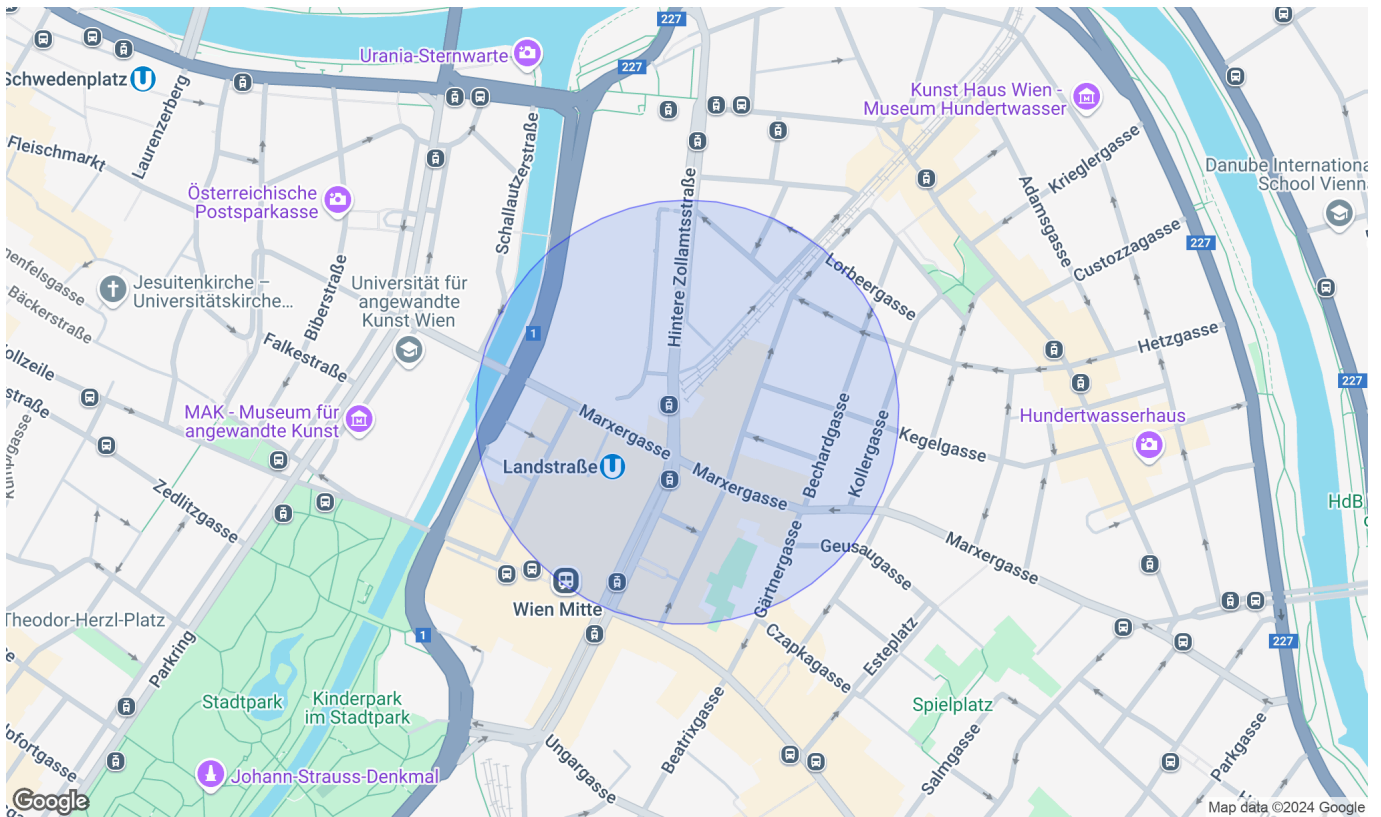 227
Urania-Sternwarte
227
Schwedenplatz
Laurenzerberg
Kunst Haus Wien -
Museum Hundertwasser
Fleischmarkt
Schallautzerstraße
Krieglergasse
Danube Internationa
School Vienn
Österreichische
Postsparkasse
Hintere Zollamtsstraße
Adamsgasse
Custozzagasse
227
Jesuitenkirche –
Universitätskirche...
Bäckerstraße
Biberstraße
Universität für
angewandte
Kunst Wien
Lorbeergasse
1
Falkestraße
Hetzgasse
227
MAK - Museum für
angewandte Kunst
Marxergasse
Hundertwasserhaus
Kegelgasse
Bechardgasse
Kollergasse
Landstraße
Marxergasse
Zedlitzgasse
HdB
Geusaugasse
Marxergasse
Gärtnergasse
Wien Mitte
Theodor-Herzl-Platz
Parkring
1
Czapkagasse
Esteplatz
227
Stadtpark
Kinderpark
im Stadtpark
Spielplatz
Beatrixgasse
Ungargasse
Salmgasse
Parkgasse
Johann-Strauss-Denkmal
Google
Map data ©2024 Google